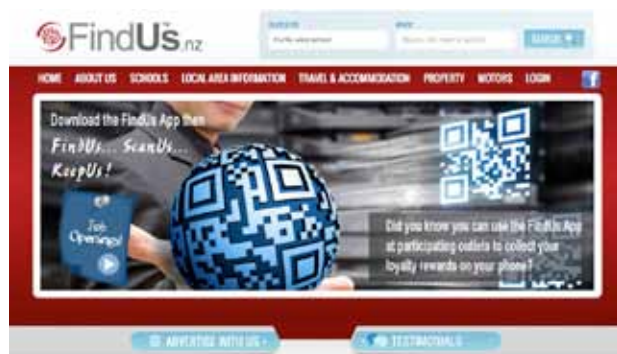 FindUs.nz
SEARCH
HOME ABOUT US SCHOOLS LOCAL AREA INFORMATION TRAVEL & ACCOMMODATION PROPERTY MOTORS LOGIN f
Download the FindUs App then
FindUs... ScanUs...
KeepUs!
Job
Openings!
Did you know you can use the FindUs App
at participating outlets to collect your
loyalty rewards on your phone?
ADVERTISE WITH US
TESTIMONIALS